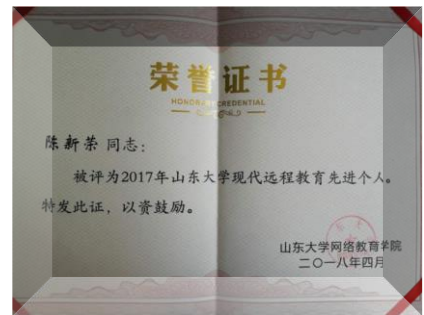 荣誉证书
HONORARY CREDENTIAL
陈新荣 同志:
被评为2017年山东大学现代远程教育先进个人。
特发此证，以资鼓励。
山东大学网络教育学院
二〇一八年四月